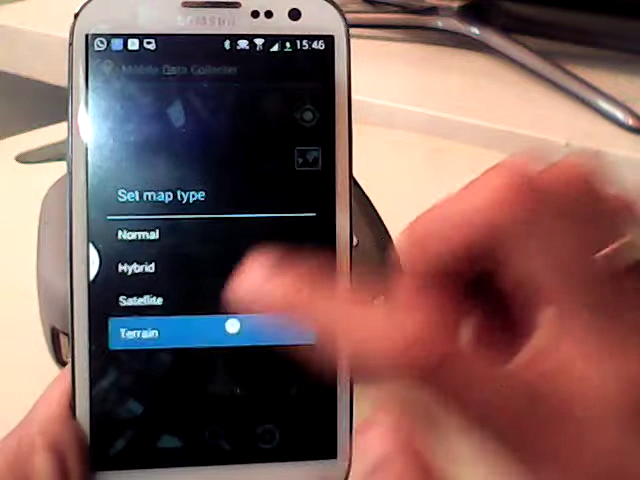 SAMSUNG
15:46
Mobile Data Collector
Set map type
Normal
Hybrid
Satellite
Terrain